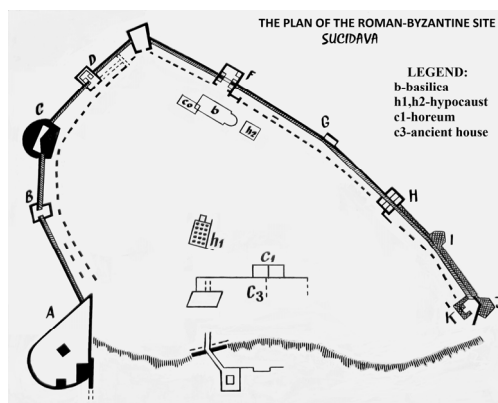 THE PLAN OF THE ROMAN-BYZANTINE SITE
SUCIDAVA
LEGEND:
b-basilica
h1,h2-hypocaust
c1-horeum
c3-ancient house
D
F
C
b
h2
G
B
H
h1
I
C1
C3
A
K